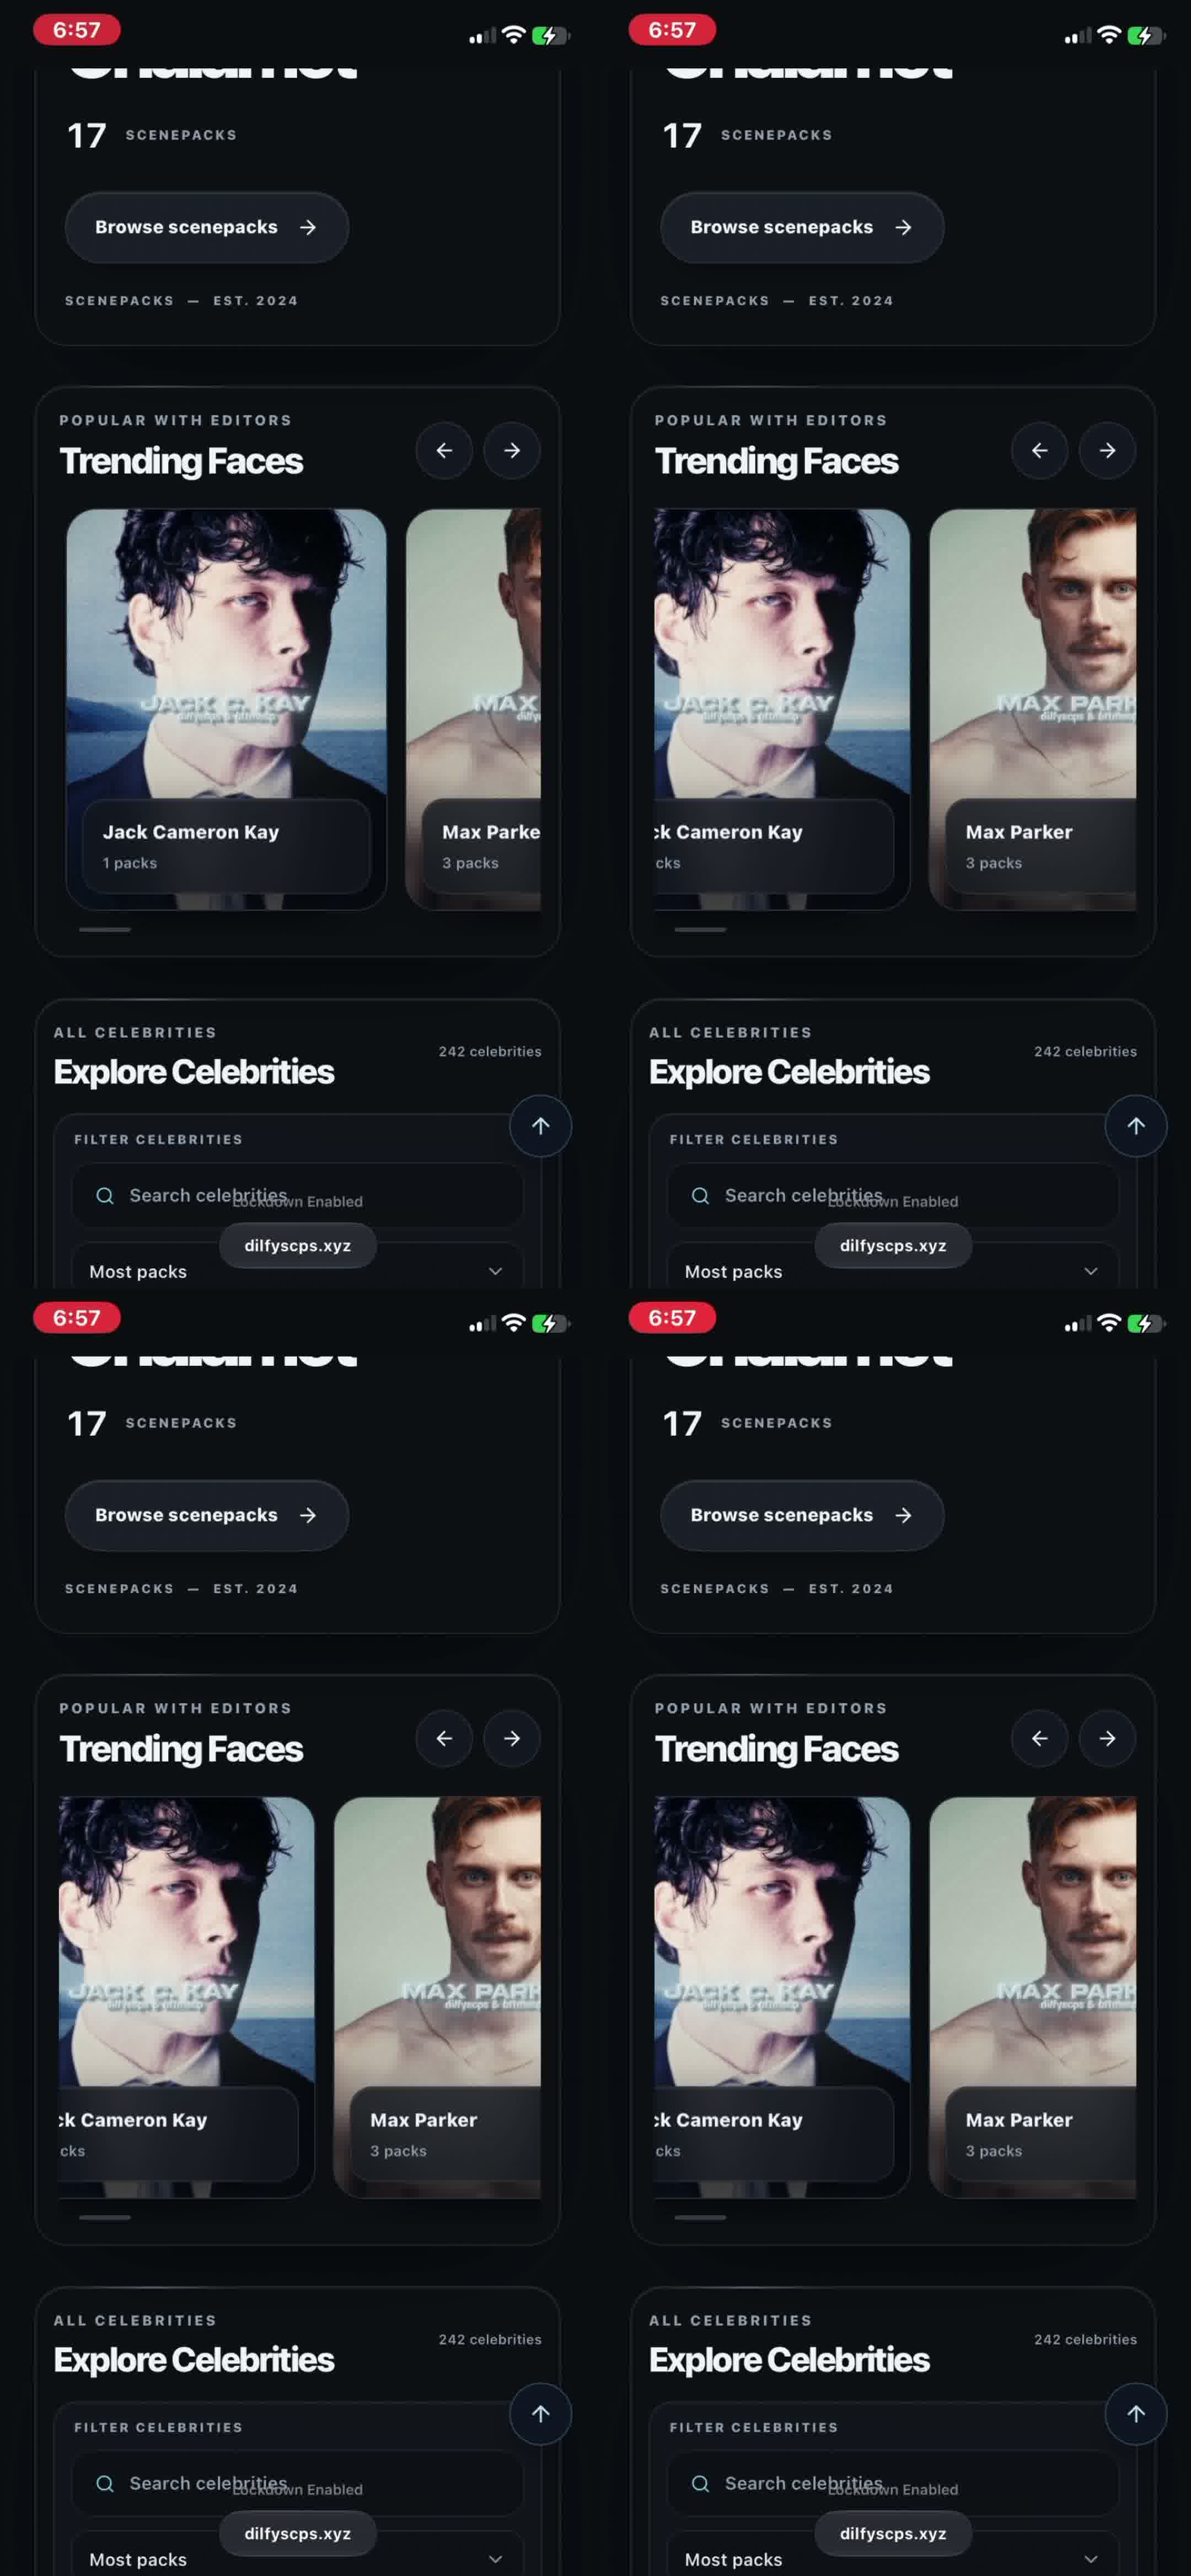 6:57
17 SCENEPACKS
Browse scenepacks →
SCENEPACKS — EST. 2024
POPULAR WITH EDITORS
Trending Faces
JACK C. KAY
MAX
Jack Cameron Kay
1 packs
Max Parke
3 packs
ALL CELEBRITIES
242 celebrities
Explore Celebrities
FILTER CELEBRITIES
Search celebrities
Lockdown Enabled
dilfyscps.xyz
Most packs
6:57
17 SCENEPACKS
Browse scenepacks →
SCENEPACKS — EST. 2024
POPULAR WITH EDITORS
Trending Faces
JACK C. KAY
MAX PARK
ck Cameron Kay
cks
Max Parker
3 packs
ALL CELEBRITIES
242 celebrities
Explore Celebrities
FILTER CELEBRITIES
Search celebrities
Lockdown Enabled
dilfyscps.xyz
Most packs
6:57
17 SCENEPACKS
Browse scenepacks →
SCENEPACKS — EST. 2024
POPULAR WITH EDITORS
Trending Faces
JACK C. KAY
MAX PARK
ck Cameron Kay
cks
Max Parker
3 packs
ALL CELEBRITIES
242 celebrities
Explore Celebrities
FILTER CELEBRITIES
Search celebrities
Lockdown Enabled
dilfyscps.xyz
Most packs
6:57
17 SCENEPACKS
Browse scenepacks →
SCENEPACKS — EST. 2024
POPULAR WITH EDITORS
Trending Faces
JACK C. KAY
MAX PARK
ck Cameron Kay
cks
Max Parker
3 packs
ALL CELEBRITIES
242 celebrities
Explore Celebrities
FILTER CELEBRITIES
Search celebrities
Lockdown Enabled
dilfyscps.xyz
Most packs